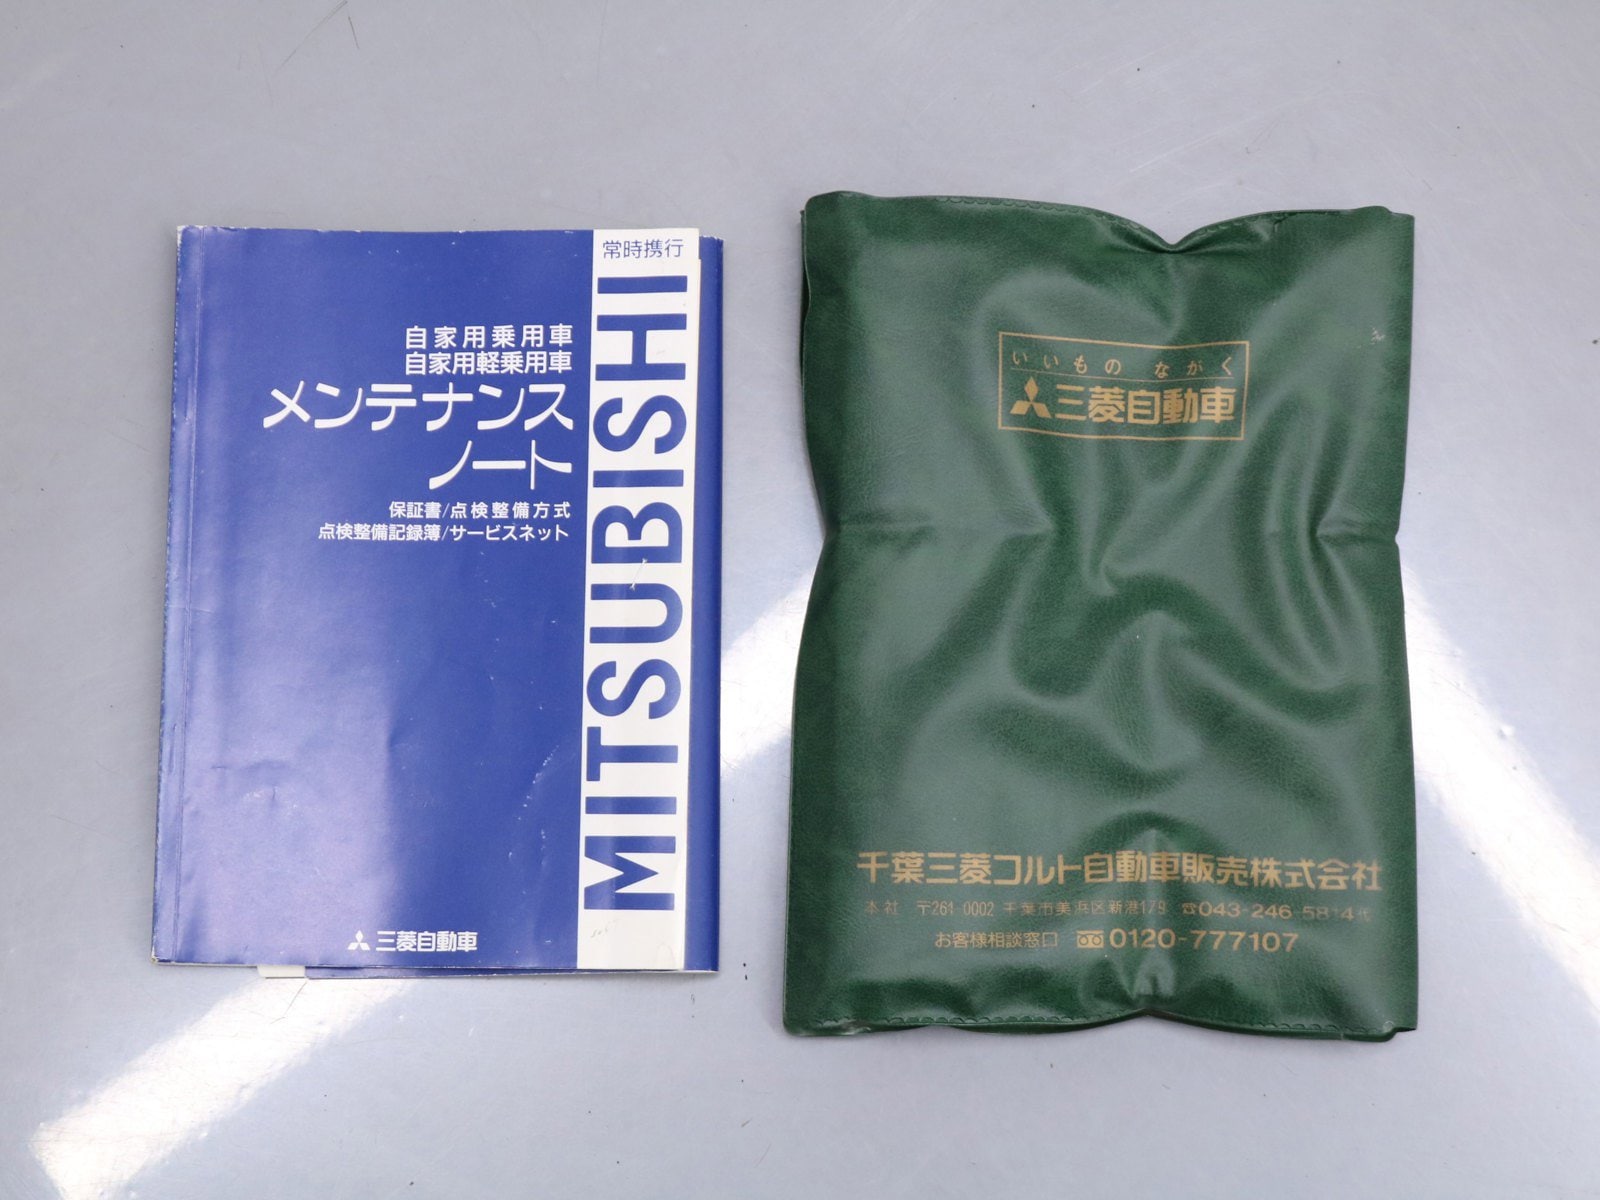 常時携行
自家用乗用車
自家用軽乗用車
メンテナンス
ノート
保証書/点検整備方式
点検整備記録簿/サービスネット
MITSUBISHI
三菱自動車
いいもの ながく
三菱自動車
千葉三菱コルト自動車販売株式会社
本社 〒261-0002 千葉市美浜区新港179 ☎043-246-5814代
お客様相談窓口 0120-777107